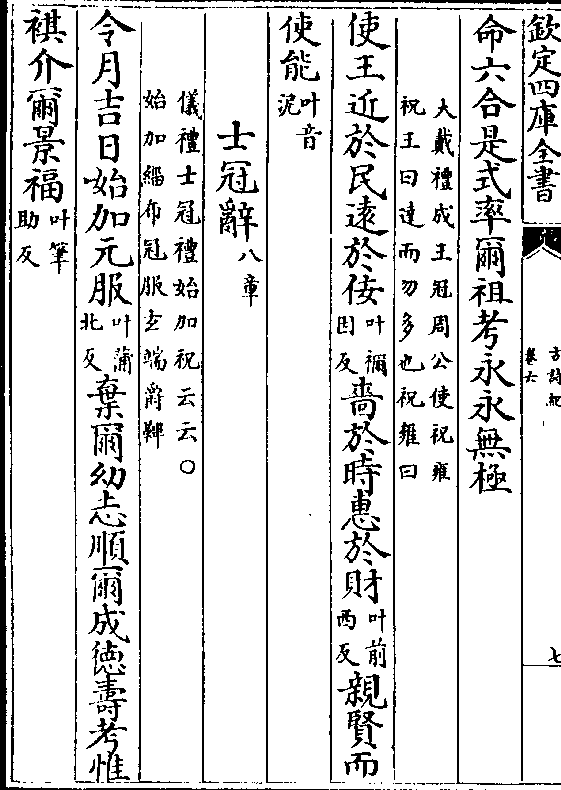 欽定四庫全書
古詩紀
卷六
七
命六合是式率爾祖考永永無極
大戴禮成王冠周公使祝雍
祝王曰達而勿多也祝雍曰
使王近於民遠於佞叶禰因反嗇於時惠於財叶前西反親賢而
使能叶音泥
士冠辭八章
儀禮士冠禮始加祝云云○
始加緇布冠服玄端爵鞸
令月吉日始加元服叶蒲北反棄爾幼志順爾成德壽考惟
祺介爾景福叶筆助反